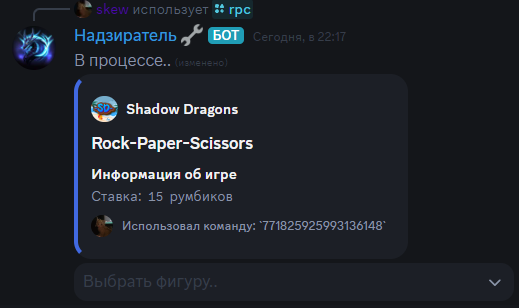 skew использует rpc
Надзиратель БОТ Сегодня, в 22:17
В процессе.. (изменено)
SD Shadow Dragons
Rock-Paper-Scissors
Информация об игре
Ставка: 15 румбиков
Использовал команду: `771825925993136148`
Выбрать фигуру..